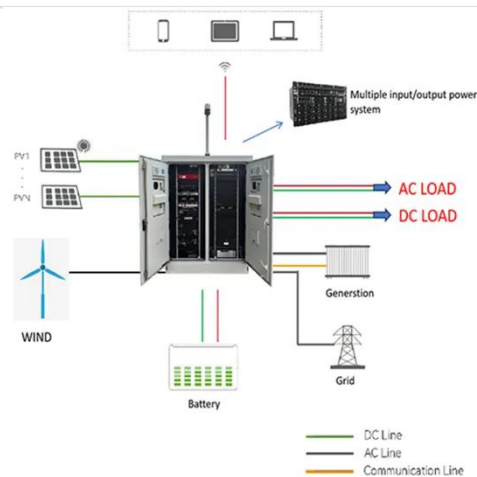 Multiple input/output power
system
PV1
PVN
AC LOAD
DC LOAD
WIND
Generstion
Grid
Battery
DC Line
AC Line
Communication Line